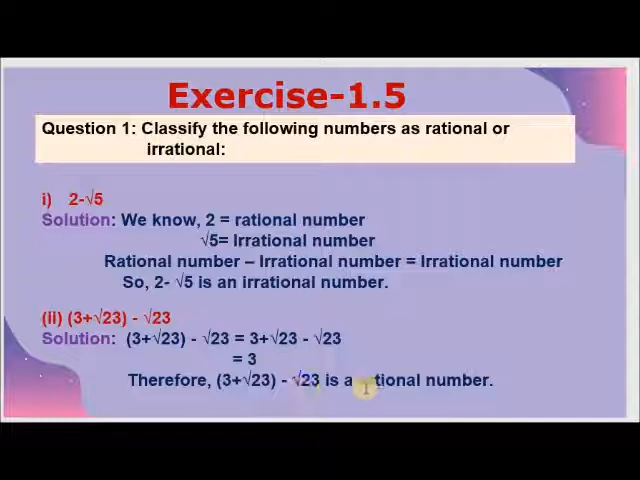 Exercise-1.5
Question 1: Classify the following numbers as rational or
irrational:
i) 2-√5
Solution: We know, 2 = rational number
√5= Irrational number
Rational number – Irrational number = Irrational number
So, 2- √5 is an irrational number.
(ii) (3+√23) - √23
Solution: (3+√23) - √23 = 3+√23 - √23
= 3
Therefore, (3+√23) - √23 is a rational number.